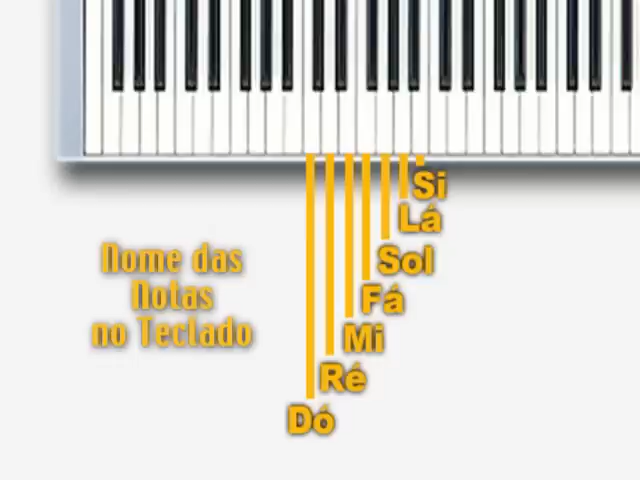 Si
Lá
Sol
Fá
Mi
Ré
Dó
Nome das
Notas
no Teclado